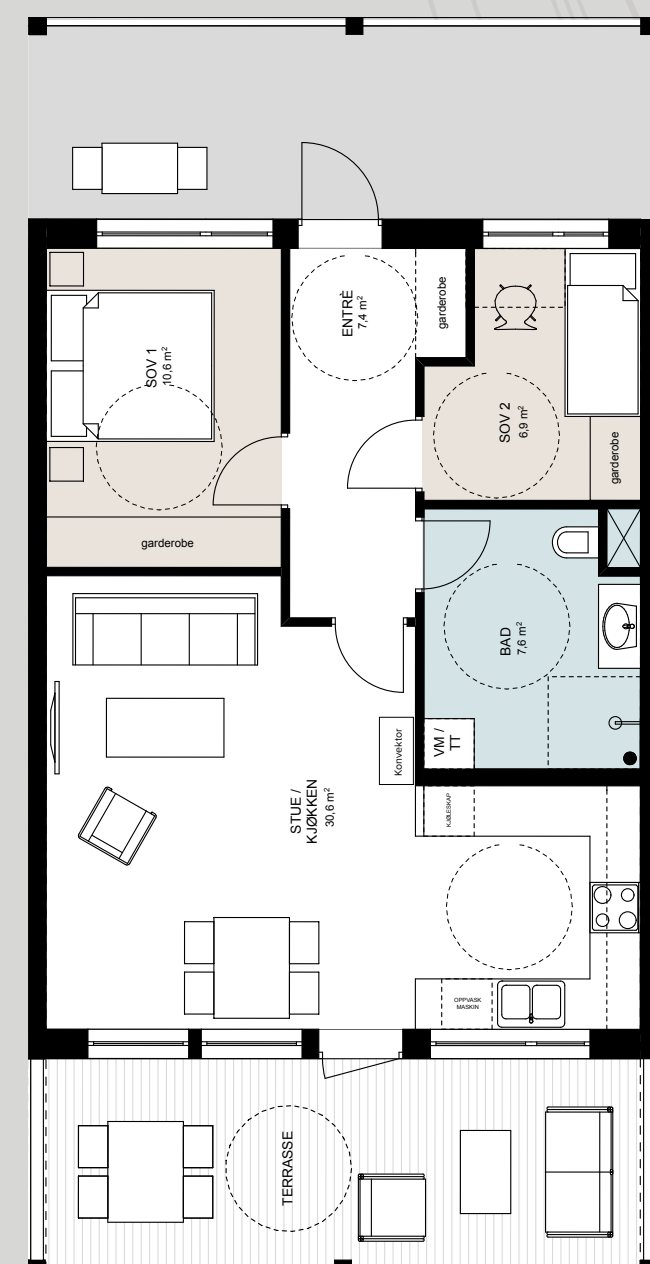 ENTRÈ
7,4 m²
garderobe
SOV 1
10,6 m²
SOV 2
6,9 m²
garderobe
garderobe
BAD
7,6 m²
VM /
TT
Konvektor
STUE /
KJØKKEN
30,6 m²
KJØLESKAP
OPPVASK
MASKIN
TERRASSE